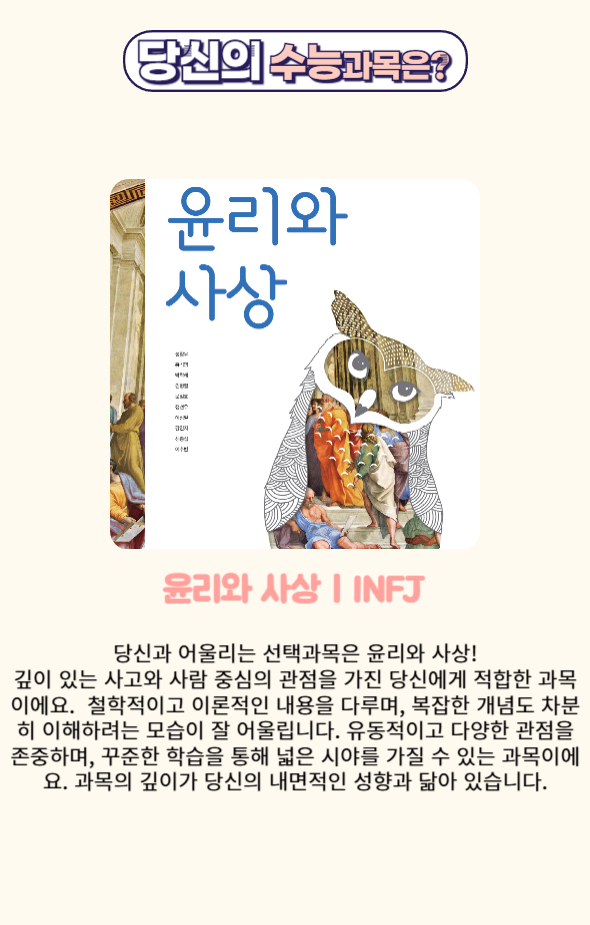 당신의 수능과목은?
윤리와
사상
윤리와 사상 | INFJ
당신과 어울리는 선택과목은 윤리와 사상!
깊이 있는 사고와 사람 중심의 관점을 가진 당신에게 적합한 과목
이에요.  철학적이고 이론적인 내용을 다루며, 복잡한 개념도 차분
히 이해하려는 모습이 잘 어울립니다. 유동적이고 다양한 관점을
존중하며, 꾸준한 학습을 통해 넓은 시야를 가질 수 있는 과목이에
요. 과목의 깊이가 당신의 내면적인 성향과 닮아 있습니다.